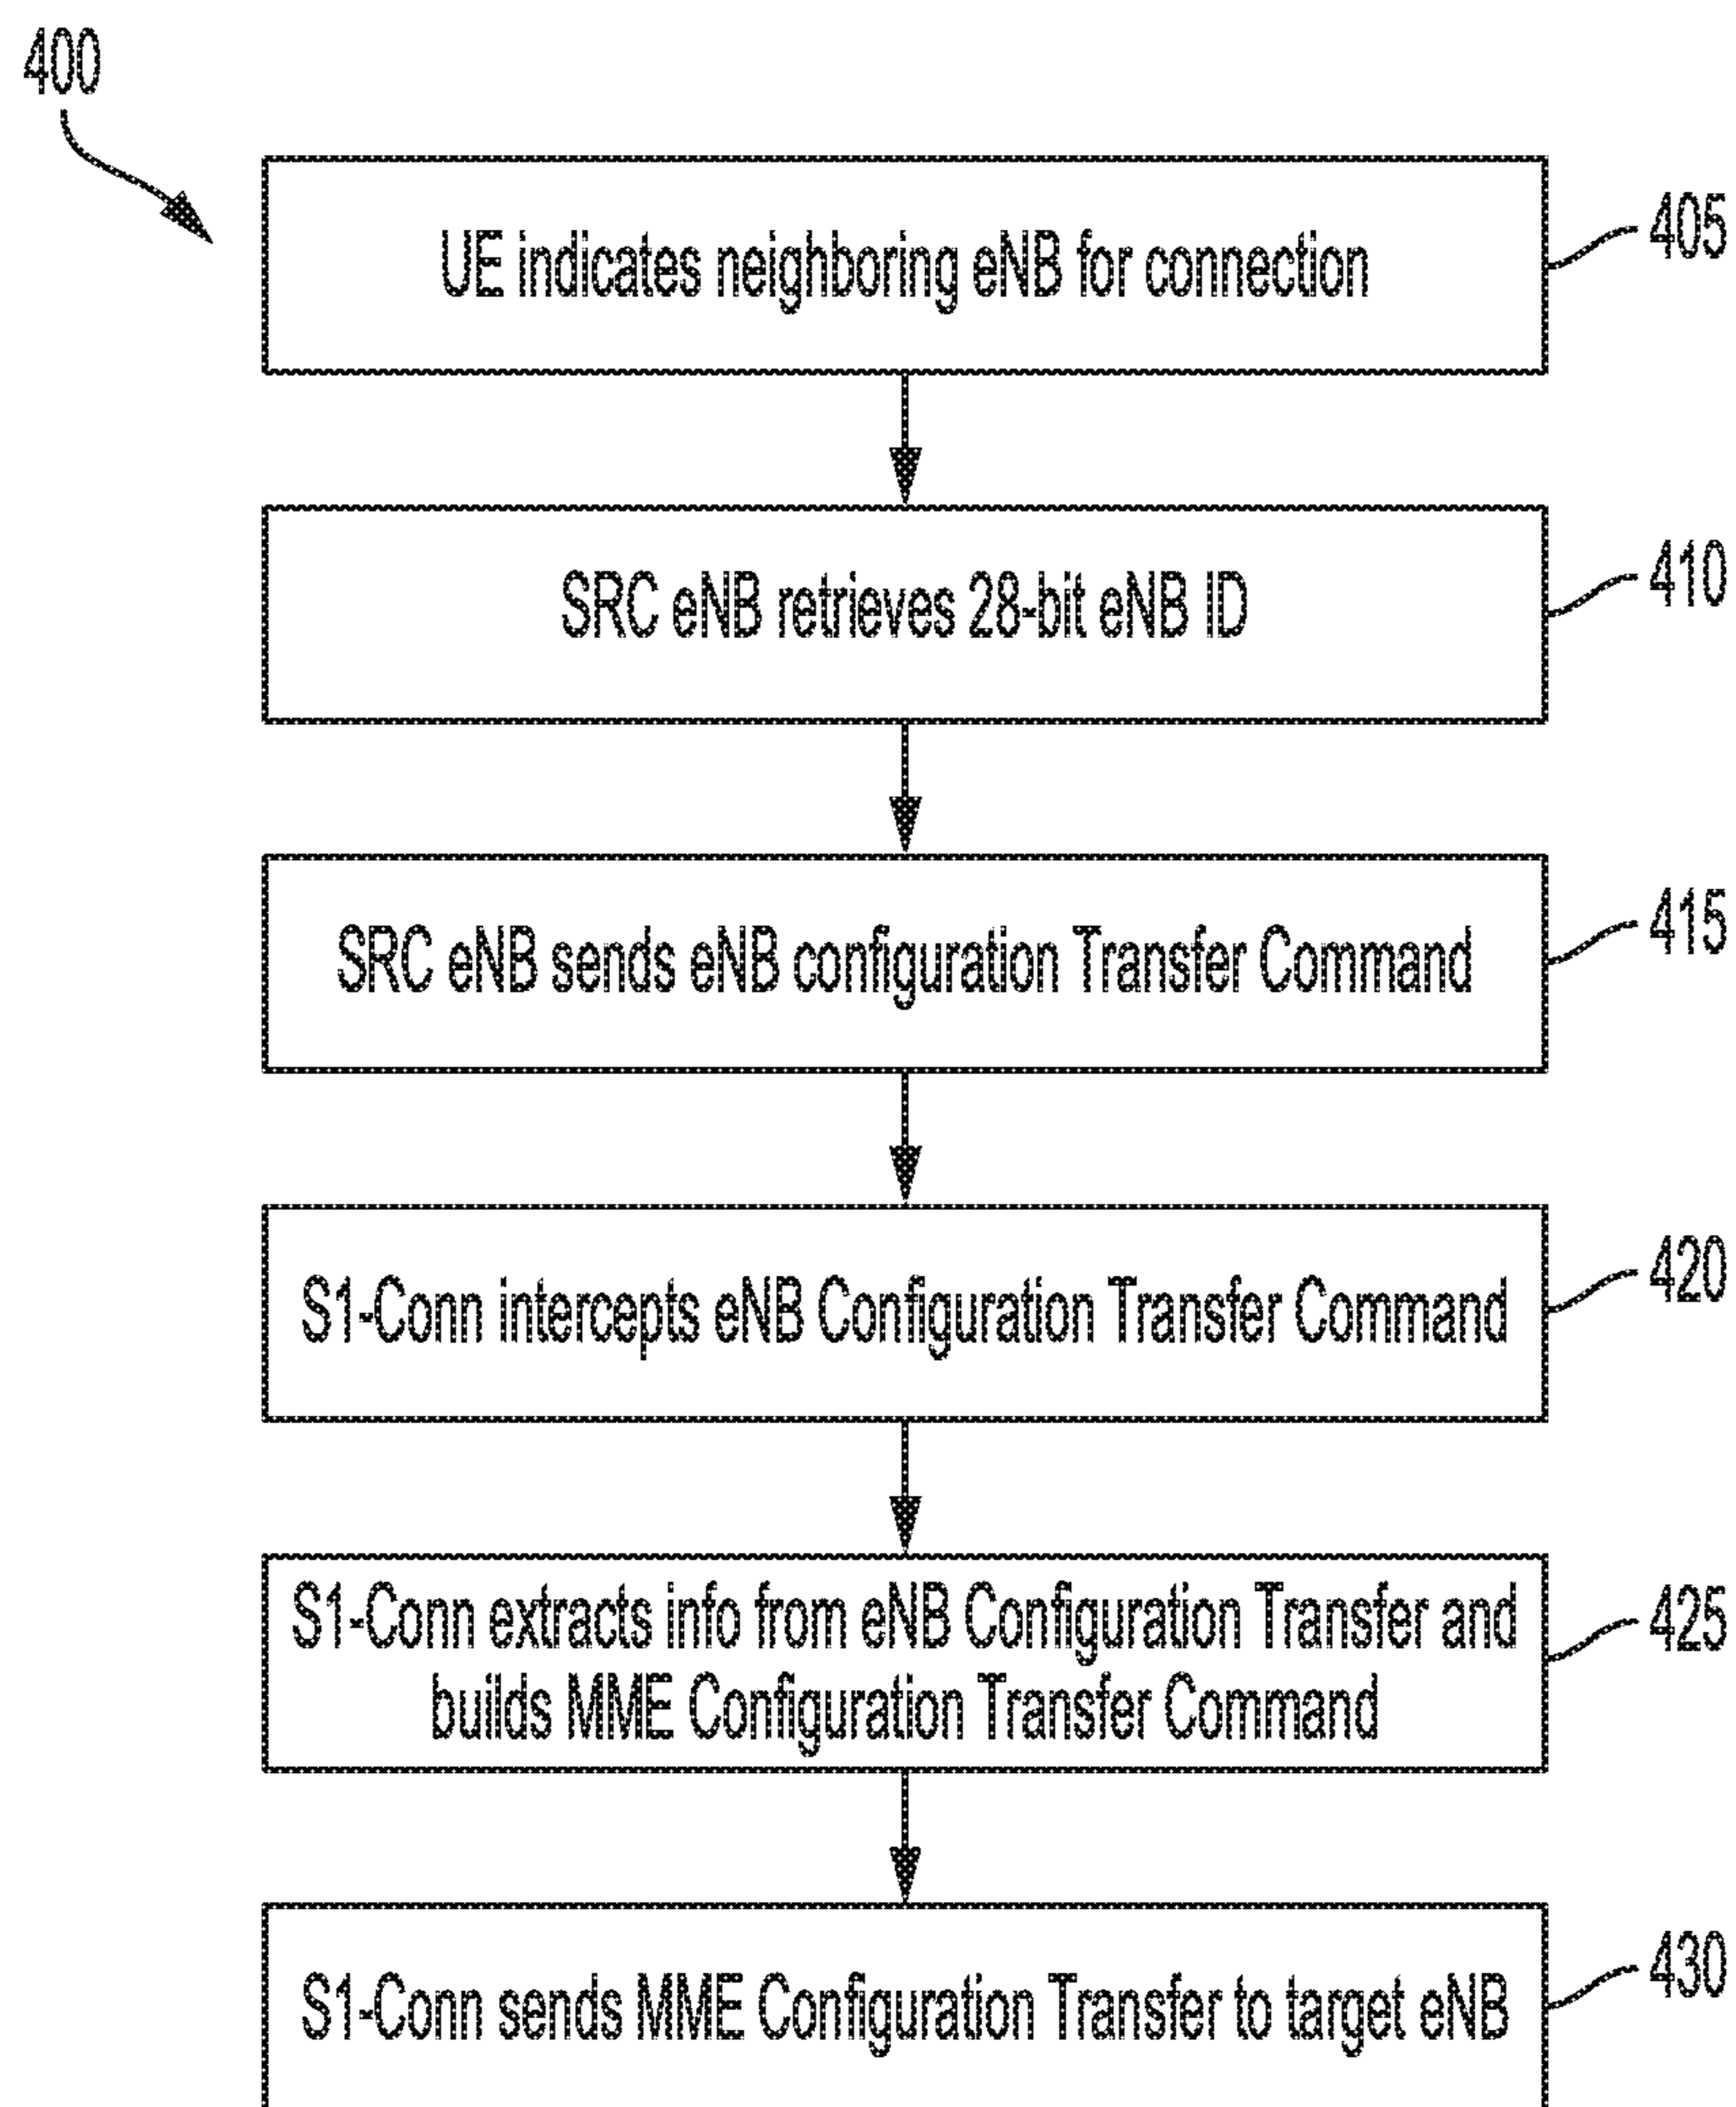 400
UE indicates neighboring eNB for connection
405
SRC eNB retrieves 28-bit eNB ID
410
SRC eNB sends eNB configuration Transfer Command
415
S1-Conn intercepts eNB Configuration Transfer Command
420
S1-Conn extracts info from eNB Configuration Transfer and
builds MME Configuration Transfer Command
425
S1-Conn sends MME Configuration Transfer to target eNB
430